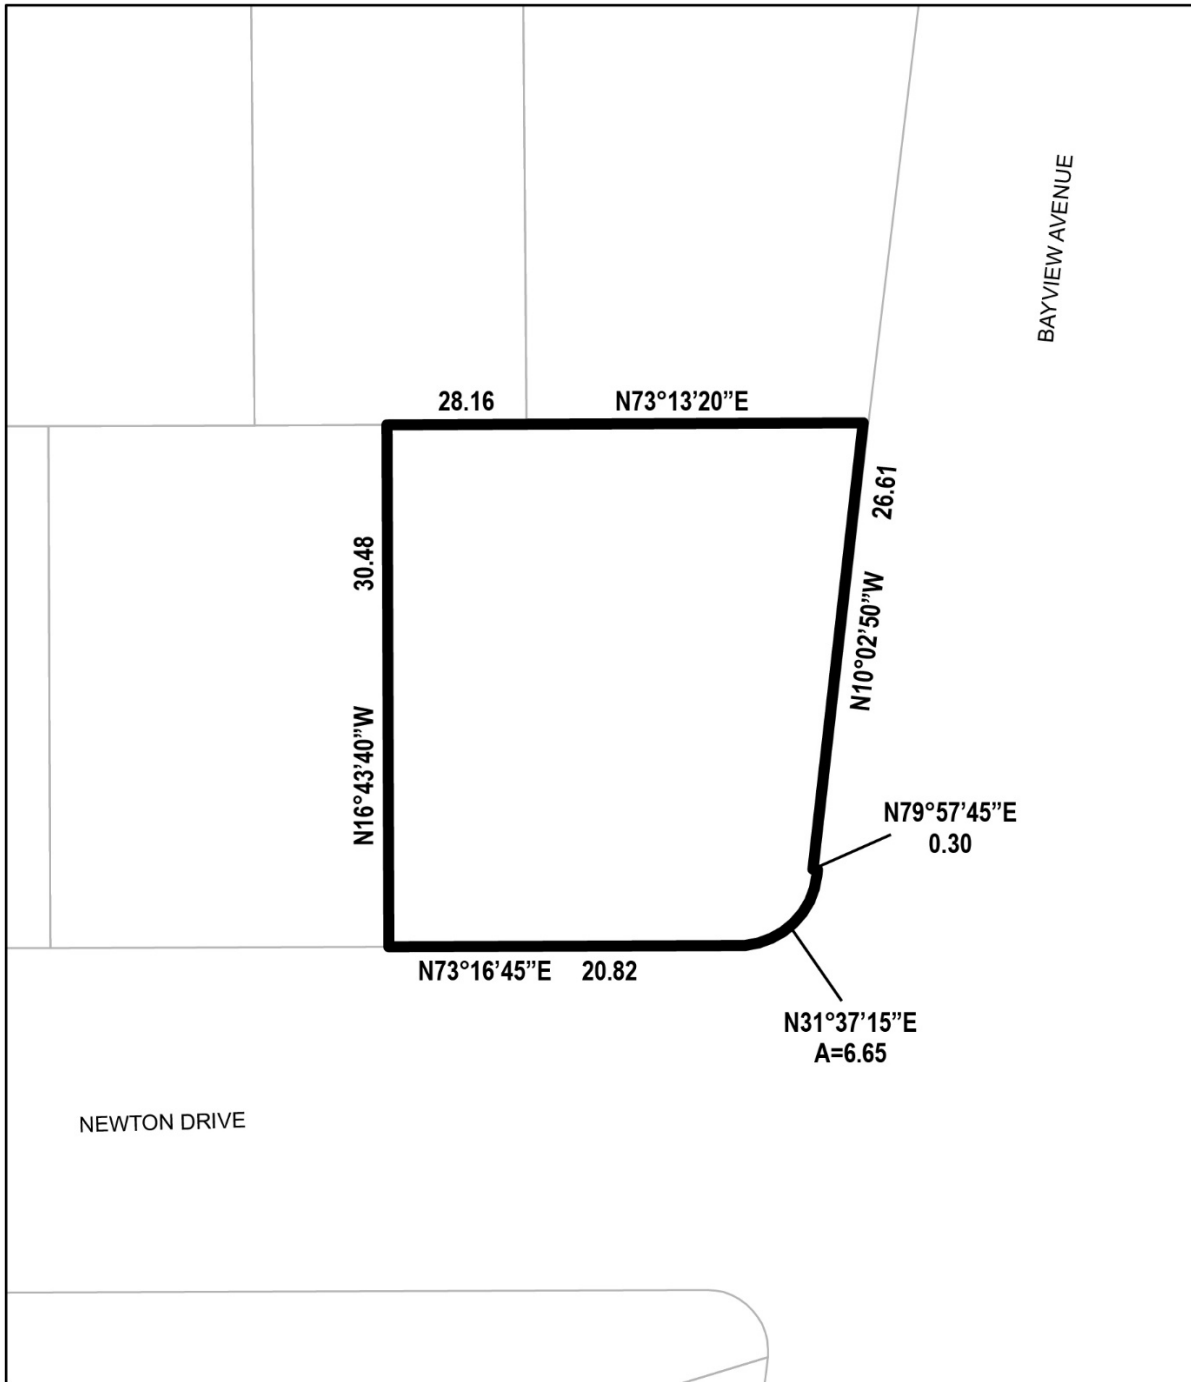 BAYVIEW AVENUE
28.16 N73°13’20”E
26.61
30.48
N10°02’50”W
N16°43’40”W
N79°57’45”E
0.30
N73°16’45”E 20.82
N31°37’15”E
A=6.65
NEWTON DRIVE